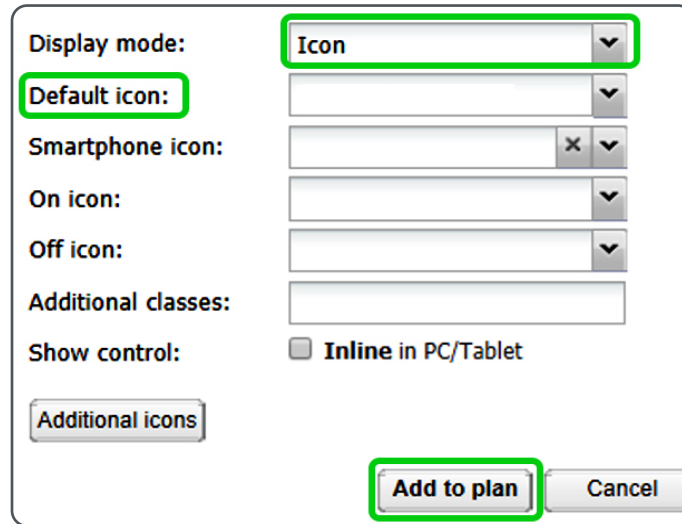 Display mode: Icon
Default icon:
Smartphone icon:
On icon:
Off icon:
Additional classes:
Show control: Inline in PC/Tablet
Additional icons
Add to plan Cancel